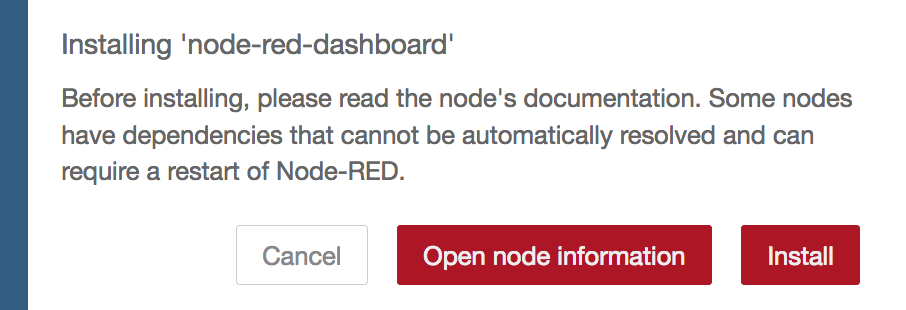 Installing 'node-red-dashboard'
Before installing, please read the node's documentation. Some nodes
have dependencies that cannot be automatically resolved and can
require a restart of Node-RED.
Cancel
Open node information
Install